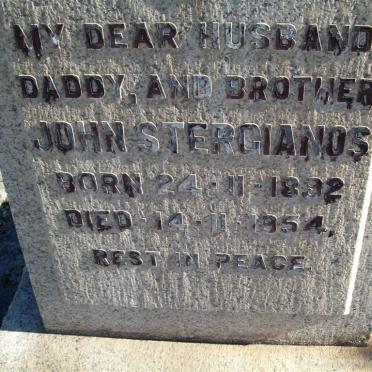 MY DEAR HUSBAND
DADDY, AND BROTHER
JOHN STERGIANOS
BORN 24-11-1892
DIED 14-11-1954,
REST IN PEACE.